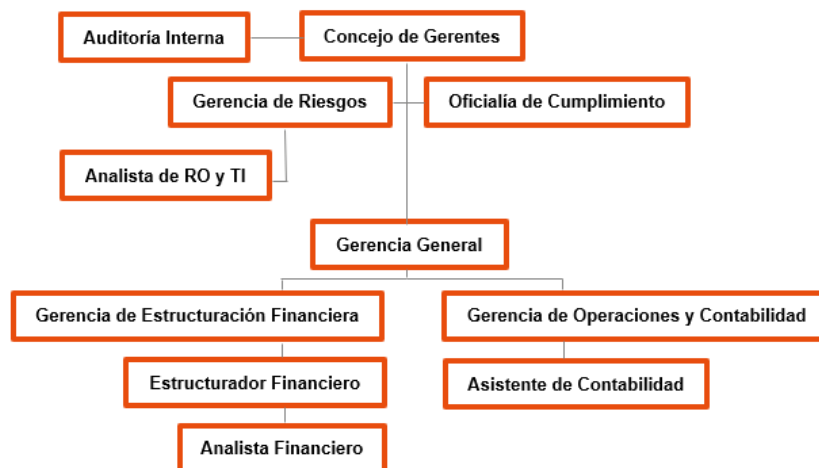 Auditoría Interna
Concejo de Gerentes
Gerencia de Riesgos
Oficialía de Cumplimiento
Analista de RO y TI
Gerencia General
Gerencia de Estructuración Financiera
Gerencia de Operaciones y Contabilidad
Estructurador Financiero
Asistente de Contabilidad
Analista Financiero